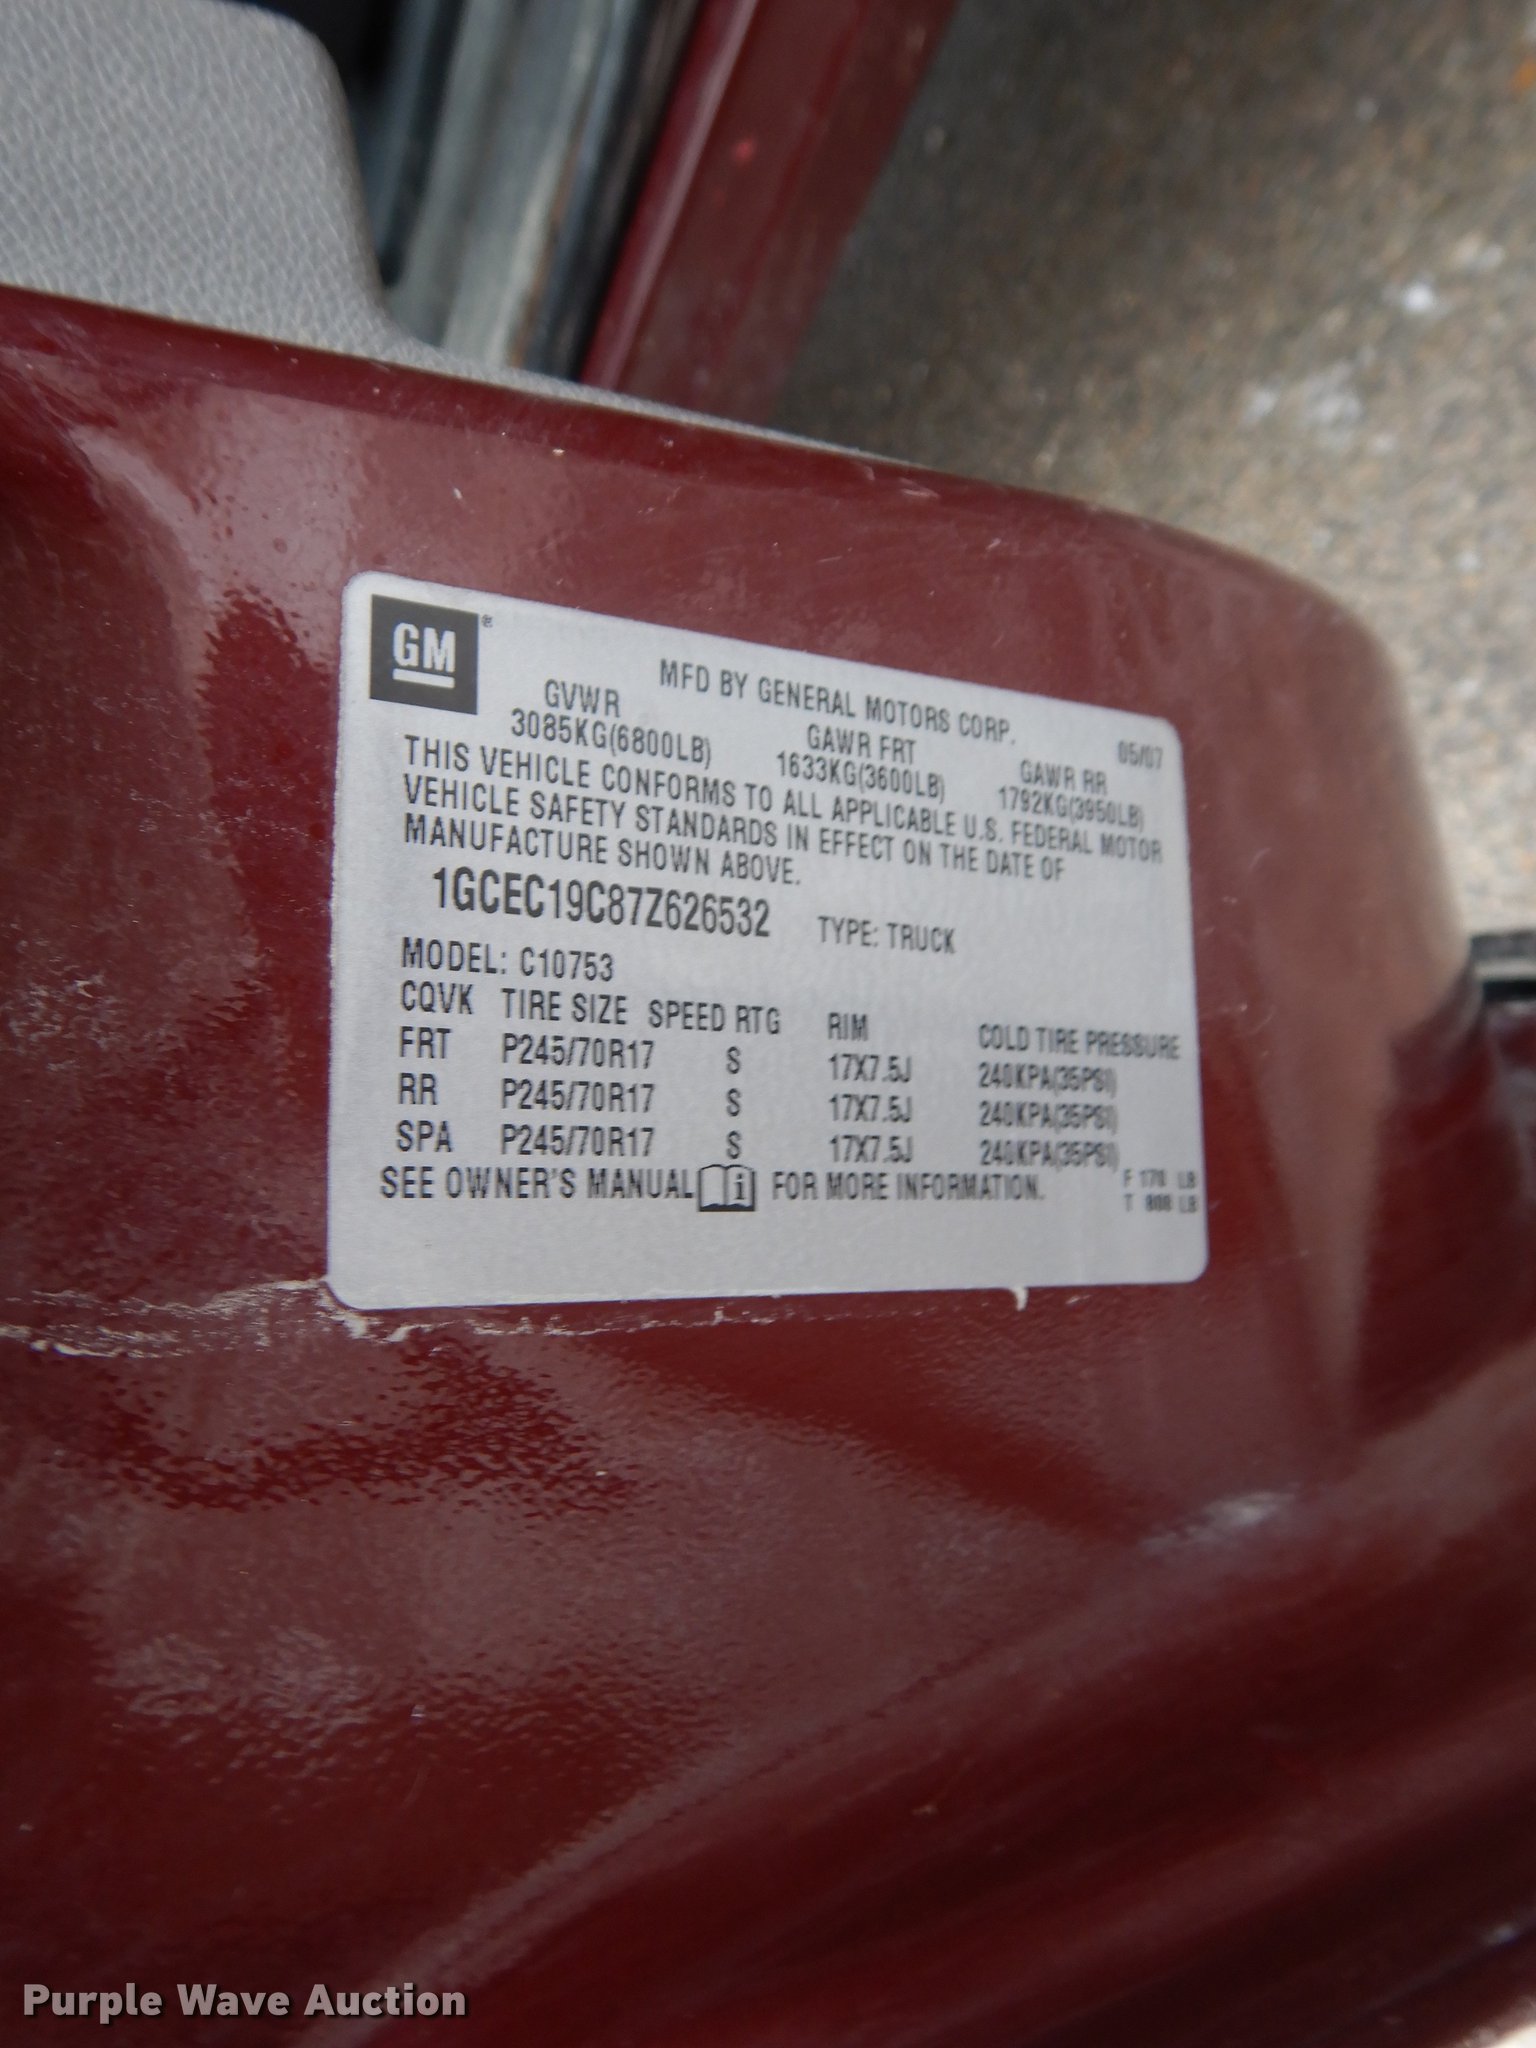 GM®
MFD BY GENERAL MOTORS CORP. 05/07
GVWR GAWR FRT GAWR RR
3085KG(6800LB) 1633KG(3600LB) 1792KG(3950LB)
THIS VEHICLE CONFORMS TO ALL APPLICABLE U.S. FEDERAL MOTOR
VEHICLE SAFETY STANDARDS IN EFFECT ON THE DATE OF
MANUFACTURE SHOWN ABOVE.
1GCEC19C87Z626532 TYPE: TRUCK
MODEL: C10753
CQVK TIRE SIZE SPEED RTG RIM COLD TIRE PRESSURE
FRT P245/70R17 S 17X7.5J 240KPA(35PSI)
RR P245/70R17 S 17X7.5J 240KPA(35PSI)
SPA P245/70R17 S 17X7.5J 240KPA(35PSI)
SEE OWNER'S MANUAL i FOR MORE INFORMATION.
F LB
T LB
Purple Wave Auction